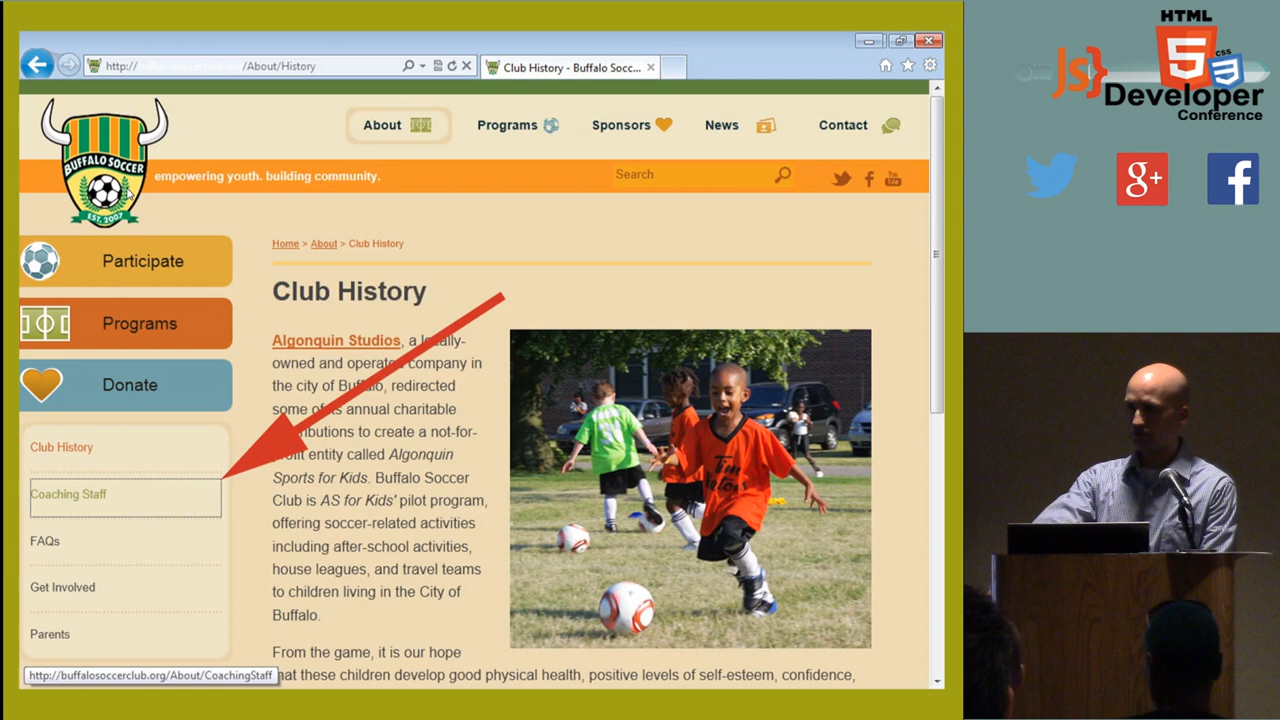 http://
/About/History
Club History - Buffalo Socc...
About
Programs
Sponsors
News
Contact
BUFFALO SOCCER
EST. 2007
empowering youth. building community.
Search
You
Participate
Programs
Donate
Club History
Coaching Staff
FAQs
Get Involved
Parents
http://buffalosoccerclub.org/About/CoachingStaff
Home > About > Club History
Club History
Algonquin Studios, a locally-
owned and operated company in
the city of Buffalo, redirected
some of its annual charitable
contributions to create a not-for-
profit entity called Algonquin
Sports for Kids. Buffalo Soccer
Club is AS for Kids' pilot program,
offering soccer-related activities
including after-school activities,
house leagues, and travel teams
to children living in the City of
Buffalo.
From the game, it is our hope
that these children develop good physical health, positive levels of self-esteem, confidence,
HTML
5
css
3
JS}
Developer
Conference
g+
f